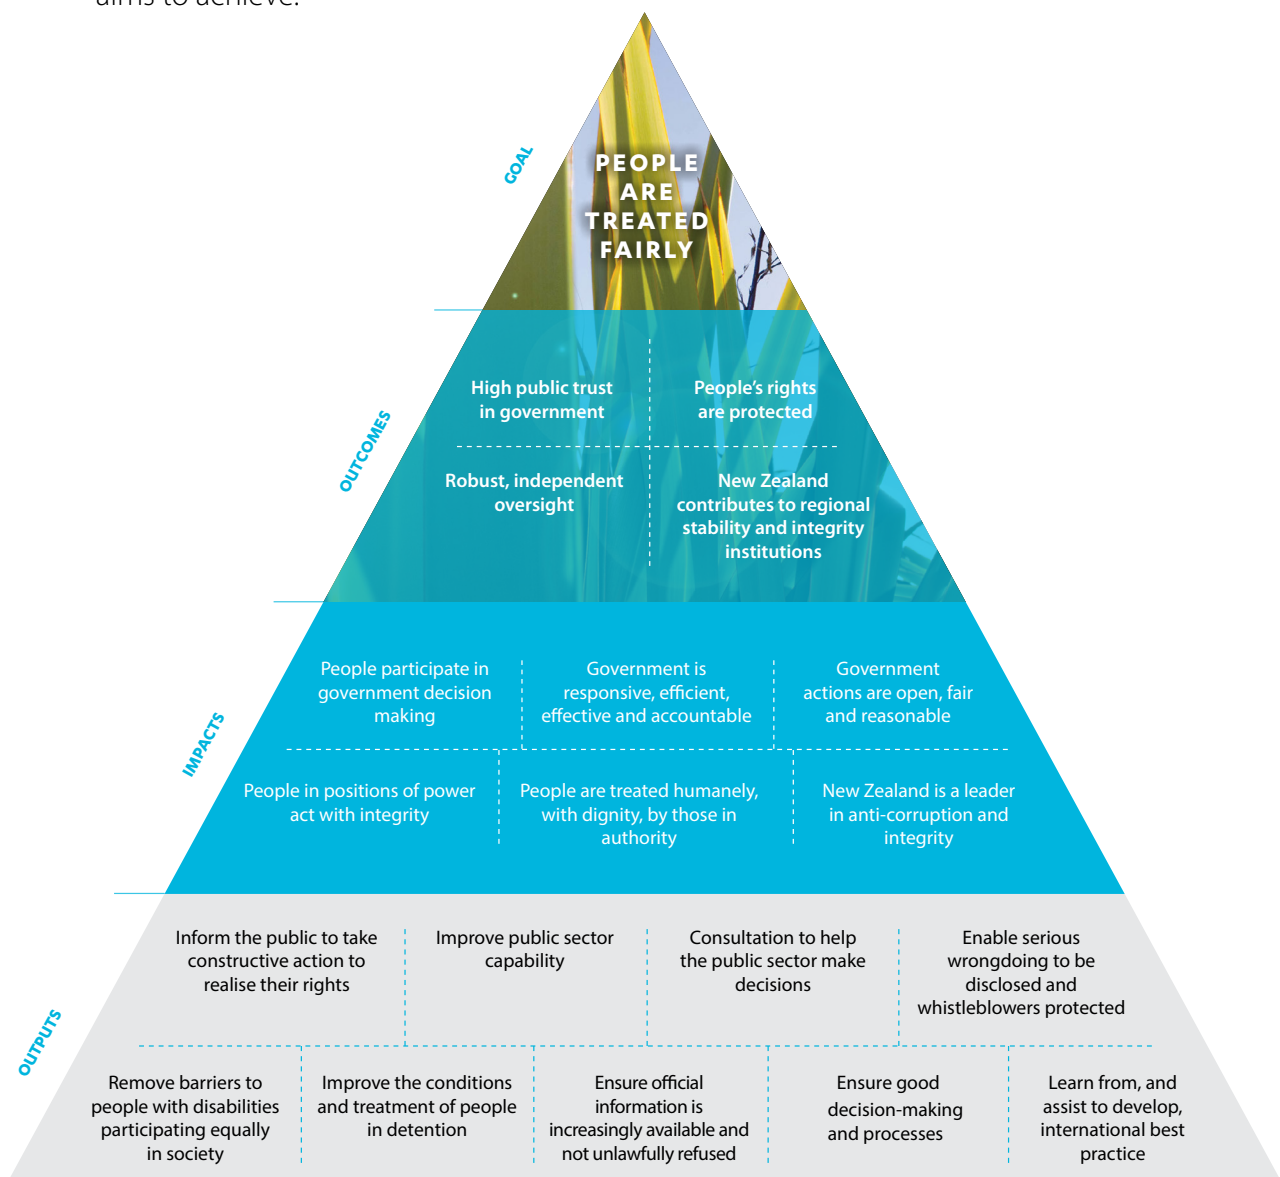 aims to achieve.
GOAL
PEOPLE
ARE
TREATED
FAIRLY
OUTCOMES
High public trust
in government
People’s rights
are protected
Robust, independent
oversight
New Zealand
contributes to regional
stability and integrity
institutions
IMPACTS
People participate in
government decision
making
Government is
responsive, efficient,
effective and accountable
Government
actions are open, fair
and reasonable
People in positions of power
act with integrity
People are treated humanely,
with dignity, by those in
authority
New Zealand is a leader
in anti-corruption and
integrity
OUTPUTS
Inform the public to take
constructive action to
realise their rights
Improve public sector
capability
Consultation to help
the public sector make
decisions
Enable serious
wrongdoing to be
disclosed and
whistleblowers protected
Remove barriers to
people with disabilities
participating equally
in society
Improve the conditions
and treatment of people
in detention
Ensure official
information is
increasingly available and
not unlawfully refused
Ensure good
decision-making
and processes
Learn from, and
assist to develop,
international best
practice